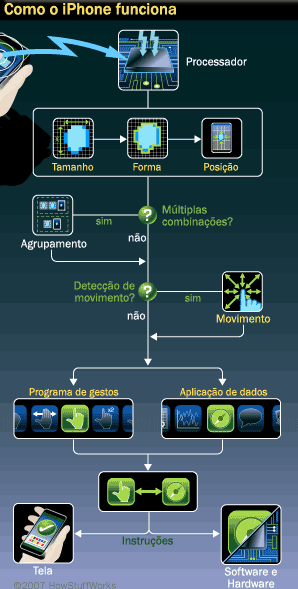 Como o iPhone funciona
Processador
Tamanho
Forma
Posição
Múltiplas
combinações?
sim
Agrupamento
não
Detecção de
movimento?
sim
Movimento
não
Programa de gestos
Aplicação de dados
x2
Instruções
Tela
Software e
Hardware
©2007 HowStuffWorks